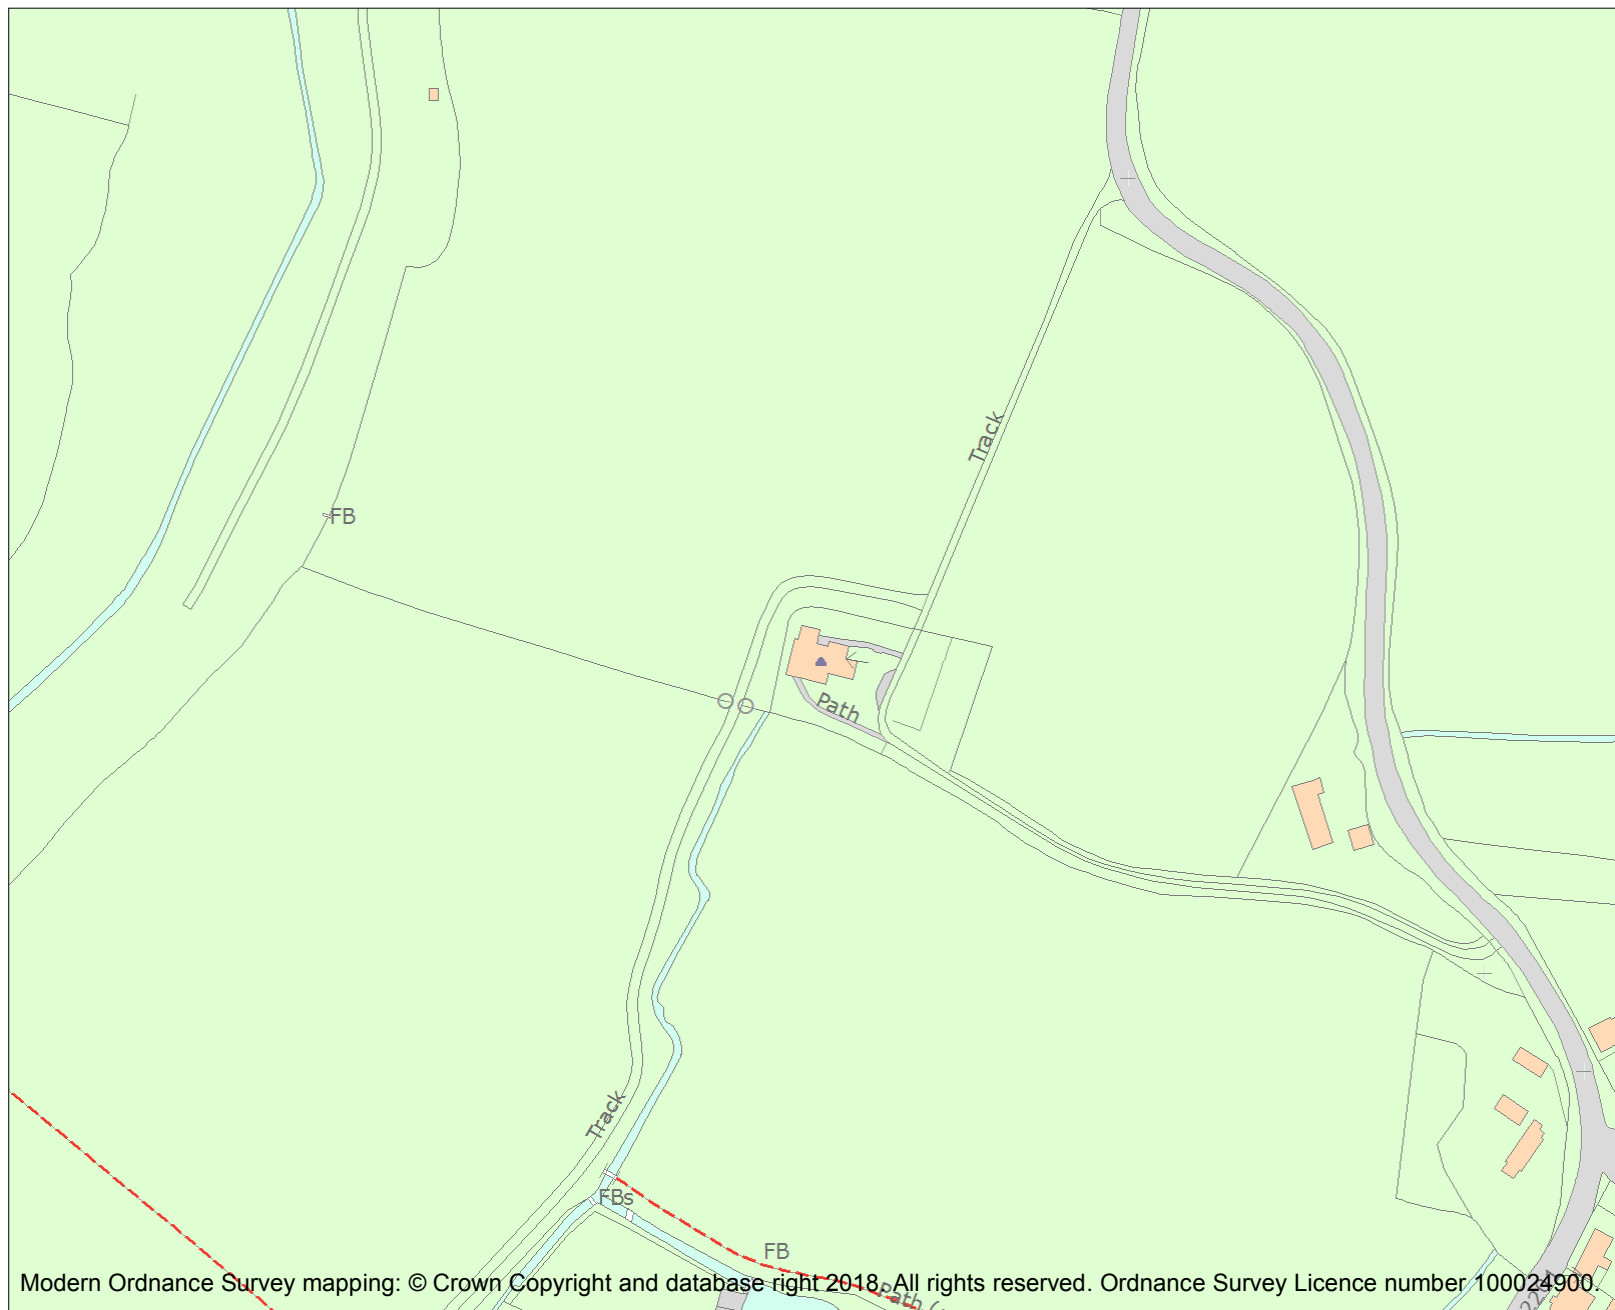 Track
FB
Path
Track
FBs
FB
Path (
Modern Ordnance Survey mapping: © Crown Copyright and database right 2018. All rights reserved. Ordnance Survey Licence number 100024900.